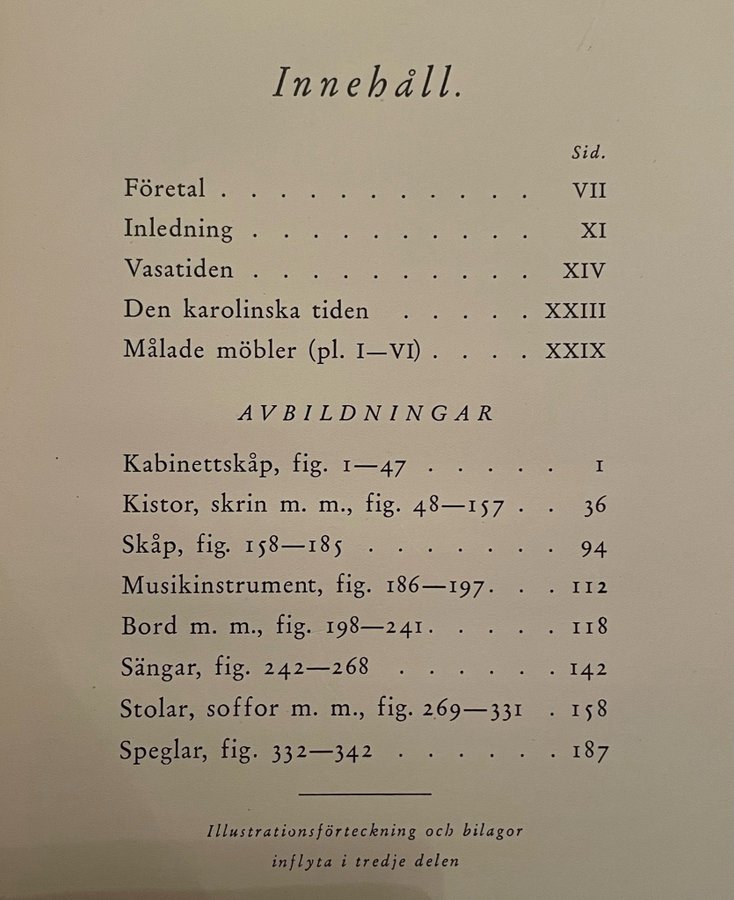 Innehåll.
Sid.
Företal . . . . . . . . . . . VII
Inledning . . . . . . . . . . XI
Vasatiden . . . . . . . . . . XIV
Den karolinska tiden . . . . . XXIII
Målade möbler (pl. I—VI) . . . . XXIX
AVBILDNINGAR
Kabinettskåp, fig. 1—47 . . . . . 1
Kistor, skrin m. m., fig. 48—157 . . 36
Skåp, fig. 158—185 . . . . . . . 94
Musikinstrument, fig. 186—197. . . 112
Bord m. m., fig. 198—241. . . . . 118
Sängar, fig. 242—268 . . . . . . 142
Stolar, soffor m. m., fig. 269—331 . 158
Speglar, fig. 332—342 . . . . . . 187
Illustrationsförteckning och bilagor
inflyta i tredje delen